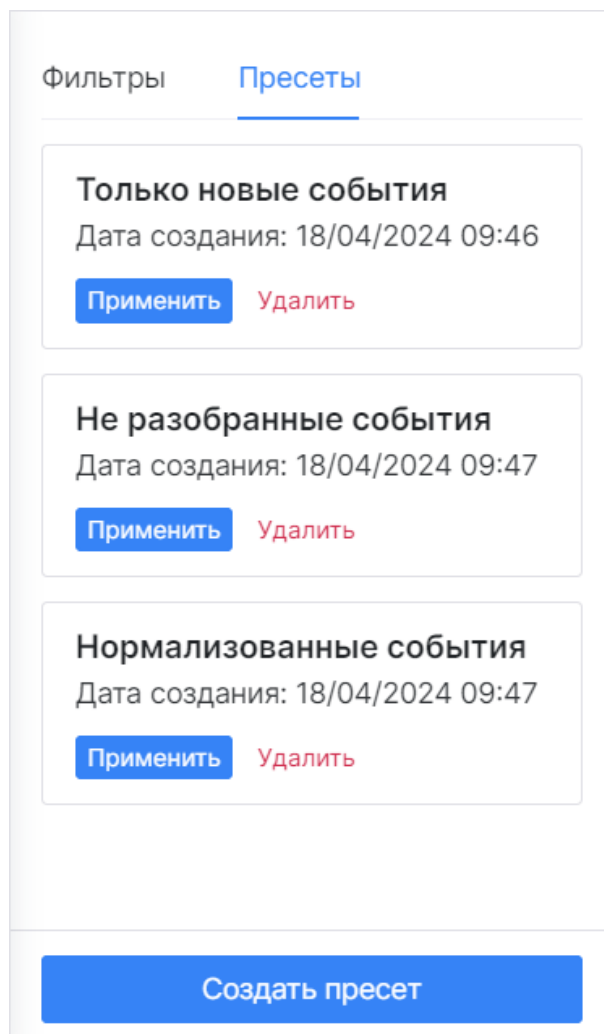 Фильтры Пресеты
Только новые события
Дата создания: 18/04/2024 09:46
Применить Удалить
Не разобранные события
Дата создания: 18/04/2024 09:47
Применить Удалить
Нормализованные события
Дата создания: 18/04/2024 09:47
Применить Удалить
Создать пресет